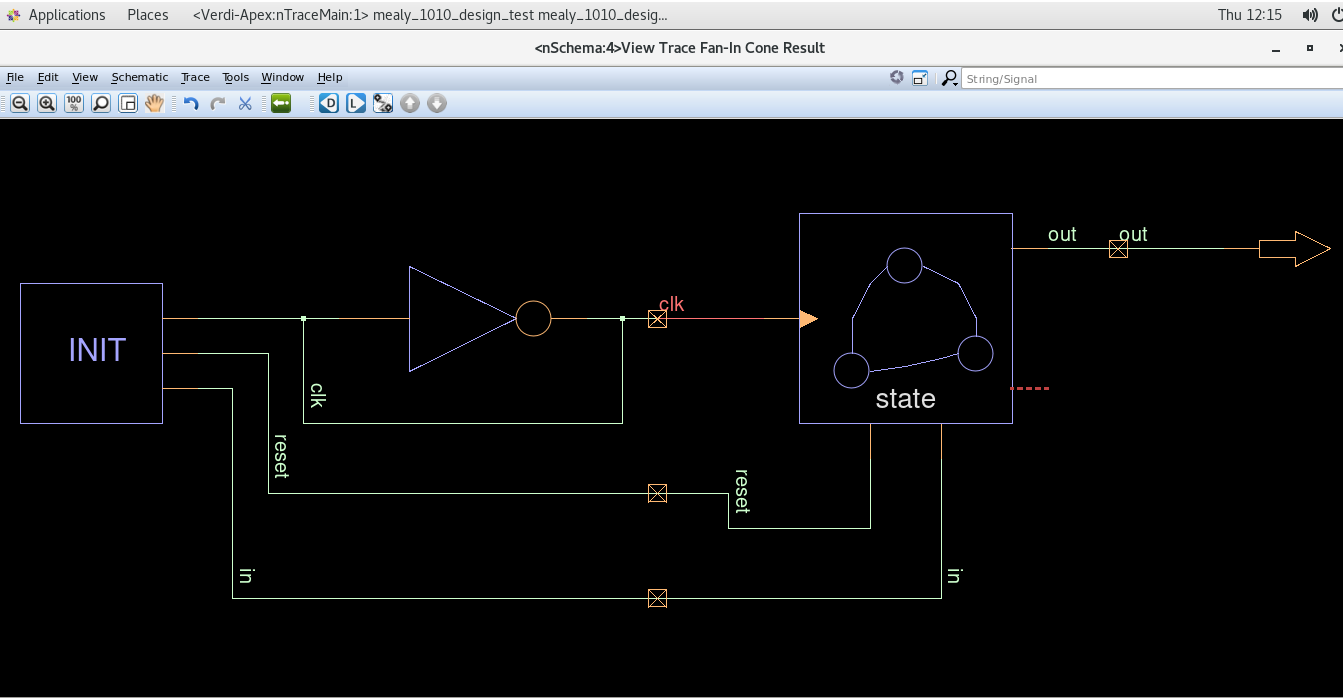 Applications Places <Verdi-Apex:nTraceMain:1> mealy_1010_design_test mealy_1010_desig... Thu 12:15
<nSchema:4>View Trace Fan-In Cone Result
File Edit View Schematic Trace Tools Window Help String/Signal
100 %
D L
out out
clk
INIT
clk
state
reset
reset
in in